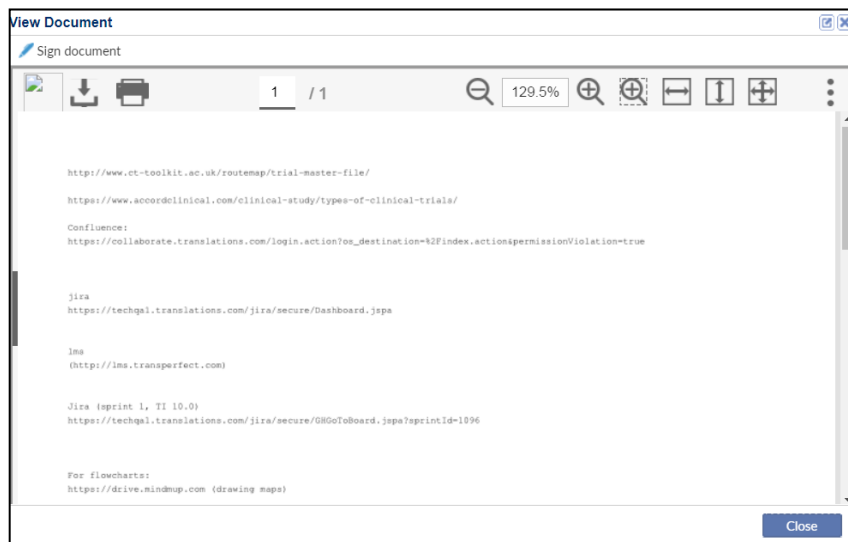 View Document
Sign document
1 / 1 129.5%
http://www.ct-toolkit.ac.uk/routemap/trial-master-file/
https://www.accordclinical.com/clinical-study/types-of-clinical-trials/
Confluence:
https://collaborate.translations.com/login.action?os_destination=%2Findex.action&permissionViolation=true
jira
https://techqal.translations.com/jira/secure/Dashboard.jspa
lms
(http://lms.transperfect.com)
Jira (sprint 1, TI 10.0)
https://techqal.translations.com/jira/secure/GHGoToBoard.jspa?sprintId=1896
For flowcharts:
https://drive.mindmup.com (drawing maps)
Close